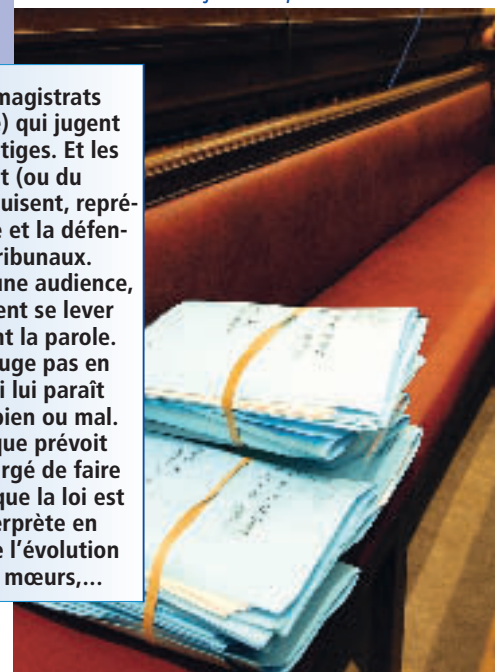 magistrats
) qui jugent
tiges. Et les
t (ou du
uisent, repré-
e et la défen-
ribunaux.
une audience,
ent se lever
nt la parole.
uge pas en
i lui paraît
bien ou mal.
que prévoit
rgé de faire
que la loi est
erprète en
e l'évolution
mœurs,...